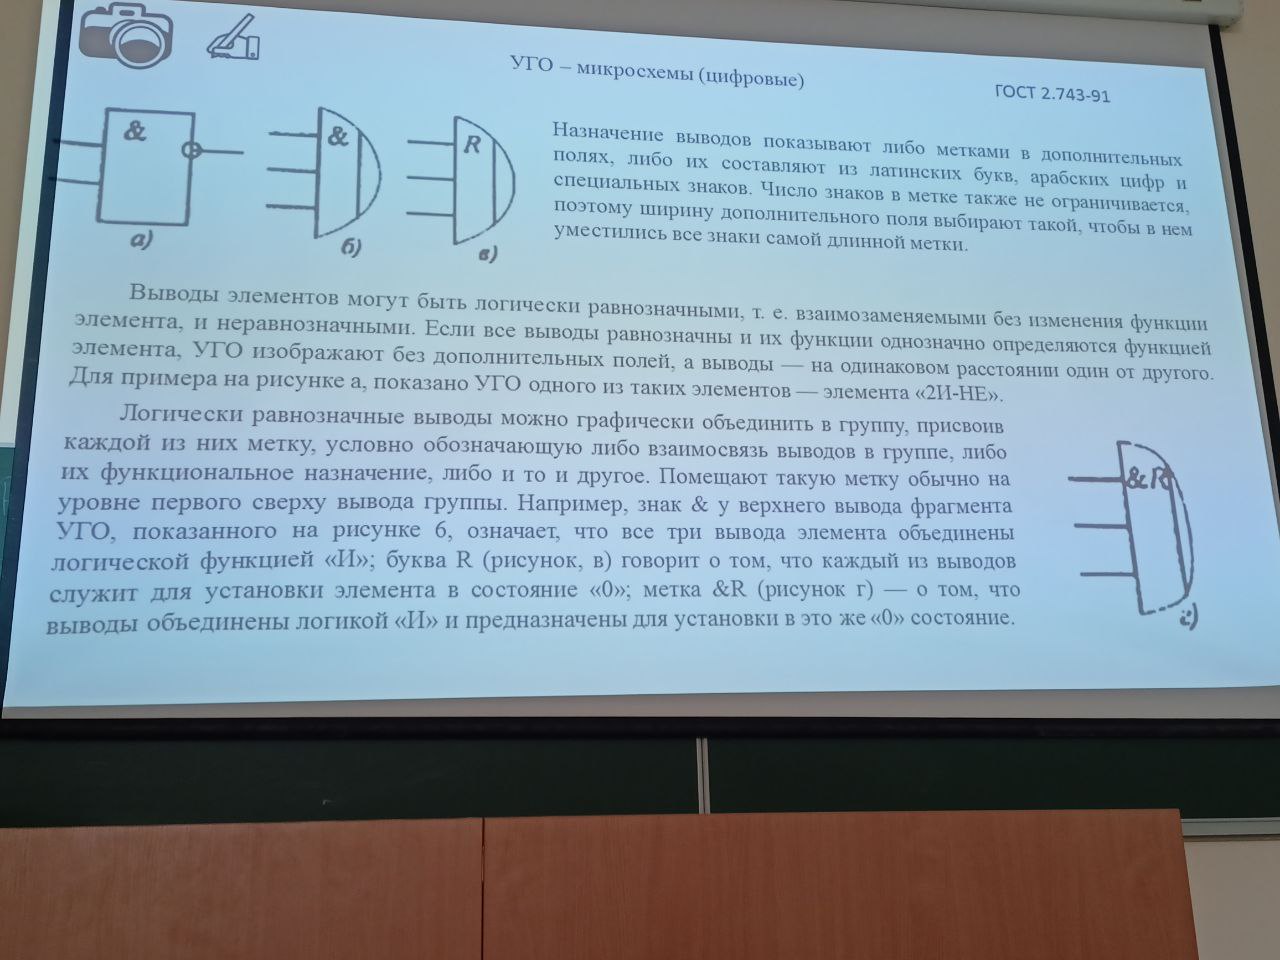 УГО – микросхемы (цифровые)
ГОСТ 2.743-91
&
&
R
а)
б)
в)
Назначение выводов показывают либо метками в дополнительных
полях, либо их составляют из латинских букв, арабских цифр и
специальных знаков. Число знаков в метке также не ограничивается,
поэтому ширину дополнительного поля выбирают такой, чтобы в нем
уместились все знаки самой длинной метки.
Выводы элементов могут быть логически равнозначными, т. е. взаимозаменяемыми без изменения функции
элемента, и неравнозначными. Если все выводы равнозначны и их функции однозначно определяются функцией
элемента, УГО изображают без дополнительных полей, а выводы — на одинаковом расстоянии один от другого.
Для примера на рисунке а, показано УГО одного из таких элементов — элемента «2И-НЕ».
Логически равнозначные выводы можно графически объединить в группу, присвоив
каждой из них метку, условно обозначающую либо взаимосвязь выводов в группе, либо
их функциональное назначение, либо и то и другое. Помещают такую метку обычно на
уровне первого сверху вывода группы. Например, знак & у верхнего вывода фрагмента
УГО, показанного на рисунке 6, означает, что все три вывода элемента объединены
логической функцией «И»; буква R (рисунок, в) говорит о том, что каждый из выводов
служит для установки элемента в состояние «0»; метка &R (рисунок г) — о том, что
выводы объединены логикой «И» и предназначены для установки в это же «0» состояние.
&R
г)